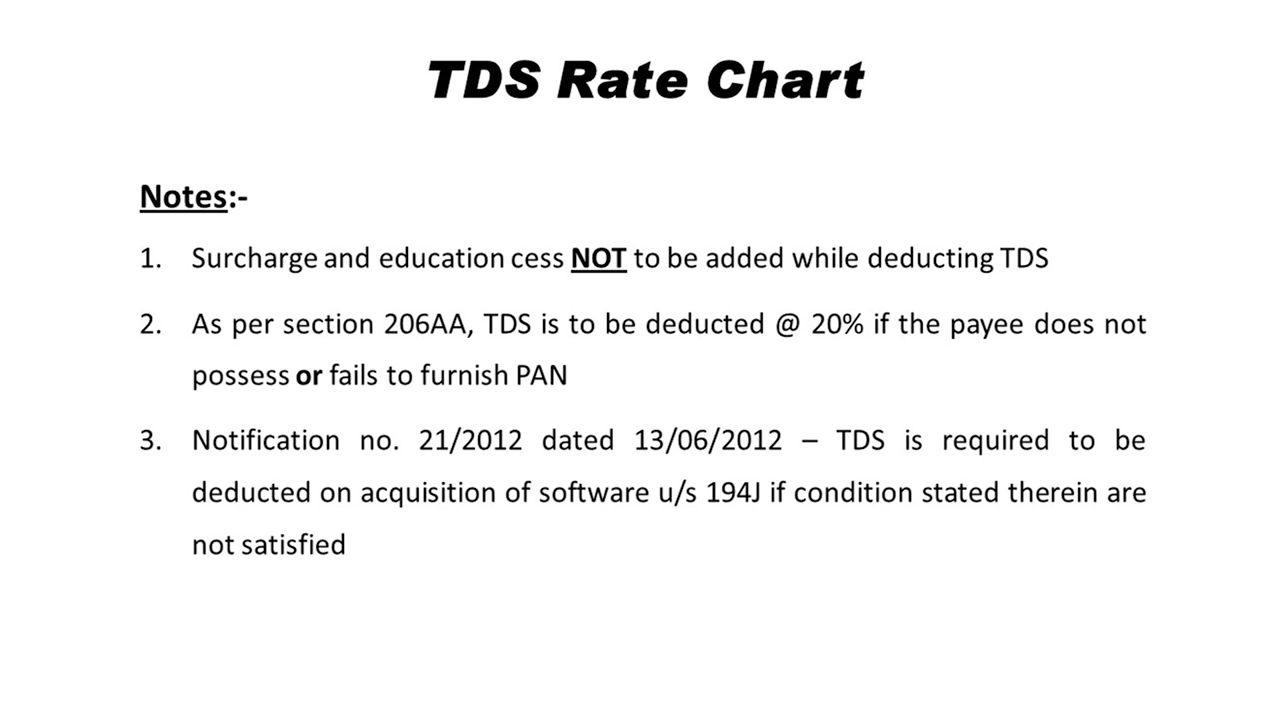 TDS Rate Chart
Notes:-
1. Surcharge and education cess NOT to be added while deducting TDS
2. As per section 206AA, TDS is to be deducted @ 20% if the payee does not
possess or fails to furnish PAN
3. Notification no. 21/2012 dated 13/06/2012 – TDS is required to be
deducted on acquisition of software u/s 194J if condition stated therein are
not satisfied